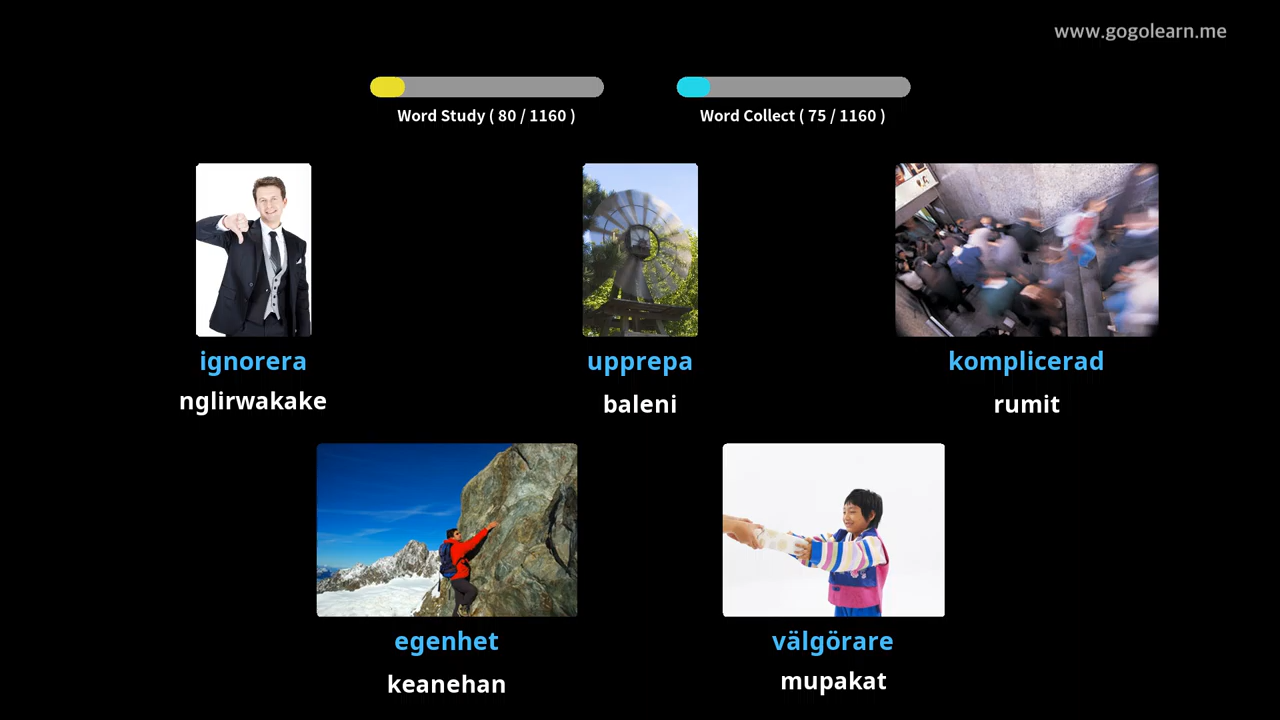 www.gogolearn.me
Word Study ( 80 / 1160 )
Word Collect ( 75 / 1160 )
ignorera
upprepa
komplicerad
nglirwakake
baleni
rumit
egenhet
välgörare
keanehan
mupakat